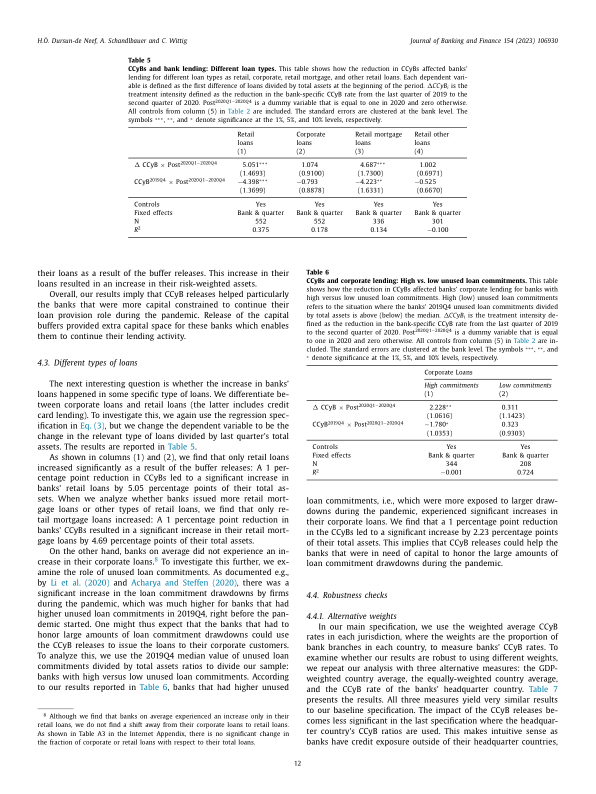 H.Ö. Dursun-de Neef, A. Schandlbauer and C. Wittig
Journal of Banking and Finance 154 (2023) 106930
Table 5
CCyBs and bank lending: Different loan types. This table shows how the reduction in CCyBs affected banks'
lending for different loan types as retail, corporate, retail mortgage, and other retail loans. Each dependent var-
iable is defined as the first difference of loans divided by total assets at the beginning of the period. ΔCCyBᵢ is the
treatment intensity defined as the reduction in the bank-specific CCyB rate from the last quarter of 2019 to the
second quarter of 2020. Post²⁰²⁰Q¹⁻²⁰²⁰Q⁴ is a dummy variable that is equal to one in 2020 and zero otherwise.
All controls from column (5) in Table 2 are included. The standard errors are clustered at the bank level. The
symbols ***, **, and * denote significance at the 1%, 5%, and 10% levels, respectively.
Retail loans (1) Corporate loans (2) Retail mortgage loans (3) Retail other loans (4)
Δ CCyB × Post²⁰²⁰Q¹⁻²⁰²⁰Q⁴ 5.051*** 1.074 4.687*** 1.002
(1.4693) (0.9100) (1.7300) (0.6971)
CCyB²⁰¹⁹Q⁴ × Post²⁰²⁰Q¹⁻²⁰²⁰Q⁴ −4.398*** −0.793 −4.223** −0.525
(1.3699) (0.8878) (1.6331) (0.6670)
Controls Yes Yes Yes Yes
Fixed effects Bank & quarter Bank & quarter Bank & quarter Bank & quarter
N 552 552 336 301
R² 0.375 0.178 0.134 −0.100
their loans as a result of the buffer releases. This increase in their
loans resulted in an increase in their risk-weighted assets.
Overall, our results imply that CCyB releases helped particularly
the banks that were more capital constrained to continue their
loan provision role during the pandemic. Release of the capital
buffers provided extra capital space for these banks which enables
them to continue their lending activity.
4.3. Different types of loans
The next interesting question is whether the increase in banks'
loans happened in some specific type of loans. We differentiate be-
tween corporate loans and retail loans (the latter includes credit
card lending). To investigate this, we again use the regression spec-
ification in Eq. (3), but we change the dependent variable to be the
change in the relevant type of loans divided by last quarter's total
assets. The results are reported in Table 5.
As shown in columns (1) and (2), we find that only retail loans
increased significantly as a result of the buffer releases: A 1 per-
centage point reduction in CCyBs led to a significant increase in
banks' retail loans by 5.05 percentage points of their total as-
sets. When we analyze whether banks issued more retail mort-
gage loans or other types of retail loans, we find that only re-
tail mortgage loans increased: A 1 percentage point reduction in
banks' CCyBs resulted in a significant increase in their retail mort-
gage loans by 4.69 percentage points of their total assets.
On the other hand, banks on average did not experience an in-
crease in their corporate loans.⁸ To investigate this further, we ex-
amine the role of unused loan commitments. As documented e.g.,
by Li et al. (2020) and Acharya and Steffen (2020), there was a
significant increase in the loan commitment drawdowns by firms
during the pandemic, which was much higher for banks that had
higher unused loan commitments in 2019Q4, right before the pan-
demic started. One might thus expect that the banks that had to
honor large amounts of loan commitment drawdowns could use
the CCyB releases to issue the loans to their corporate customers.
To analyze this, we use the 2019Q4 median value of unused loan
commitments divided by total assets ratios to divide our sample:
banks with high versus low unused loan commitments. According
to our results reported in Table 6, banks that had higher unused
⁸ Although we find that banks on average experienced an increase only in their
retail loans, we do not find a shift away from their corporate loans to retail loans.
As shown in Table A3 in the Internet Appendix, there is no significant change in
the fraction of corporate or retail loans with respect to their total loans.
Table 6
CCyBs and corporate lending: High vs. low unused loan commitments. This table
shows how the reduction in CCyBs affected banks' corporate lending for banks with
high versus low unused loan commitments. High (low) unused loan commitments
refers to the situation where the banks' 2019Q4 unused loan commitments divided
by total assets is above (below) the median. ΔCCyBᵢ is the treatment intensity de-
fined as the reduction in the bank-specific CCyB rate from the last quarter of 2019
to the second quarter of 2020. Post²⁰²⁰Q¹⁻²⁰²⁰Q⁴ is a dummy variable that is equal
to one in 2020 and zero otherwise. All controls from column (5) in Table 2 are in-
cluded. The standard errors are clustered at the bank level. The symbols ***, **, and
* denote significance at the 1%, 5%, and 10% levels, respectively.
Corporate Loans
High commitments Low commitments
(1) (2)
Δ CCyB × Post²⁰²⁰Q¹⁻²⁰²⁰Q⁴ 2.228** 0.311
(1.0616) (1.1423)
CCyB²⁰¹⁹Q⁴ × Post²⁰²⁰Q¹⁻²⁰²⁰Q⁴ −1.780* 0.323
(1.0353) (0.9303)
Controls Yes Yes
Fixed effects Bank & quarter Bank & quarter
N 344 208
R² −0.001 0.724
loan commitments, i.e., which were more exposed to larger draw-
downs during the pandemic, experienced significant increases in
their corporate loans. We find that a 1 percentage point reduction
in the CCyBs led to a significant increase by 2.23 percentage points
of their total assets. This implies that CCyB releases could help the
banks that were in need of capital to honor the large amounts of
loan commitment drawdowns during the pandemic.
4.4. Robustness checks
4.4.1. Alternative weights
In our main specification, we use the weighted average CCyB
rates in each jurisdiction, where the weights are the proportion of
bank branches in each country, to measure banks' CCyB rates. To
examine whether our results are robust to using different weights,
we repeat our analysis with three alternative measures: the GDP-
weighted country average, the equally-weighted country average,
and the CCyB rate of the banks' headquarter country. Table 7
presents the results. All three measures yield very similar results
to our baseline specification. The impact of the CCyB releases be-
comes less significant in the last specification where the headquar-
ter country's CCyB ratios are used. This makes intuitive sense as
banks have credit exposure outside of their headquarter countries,
12